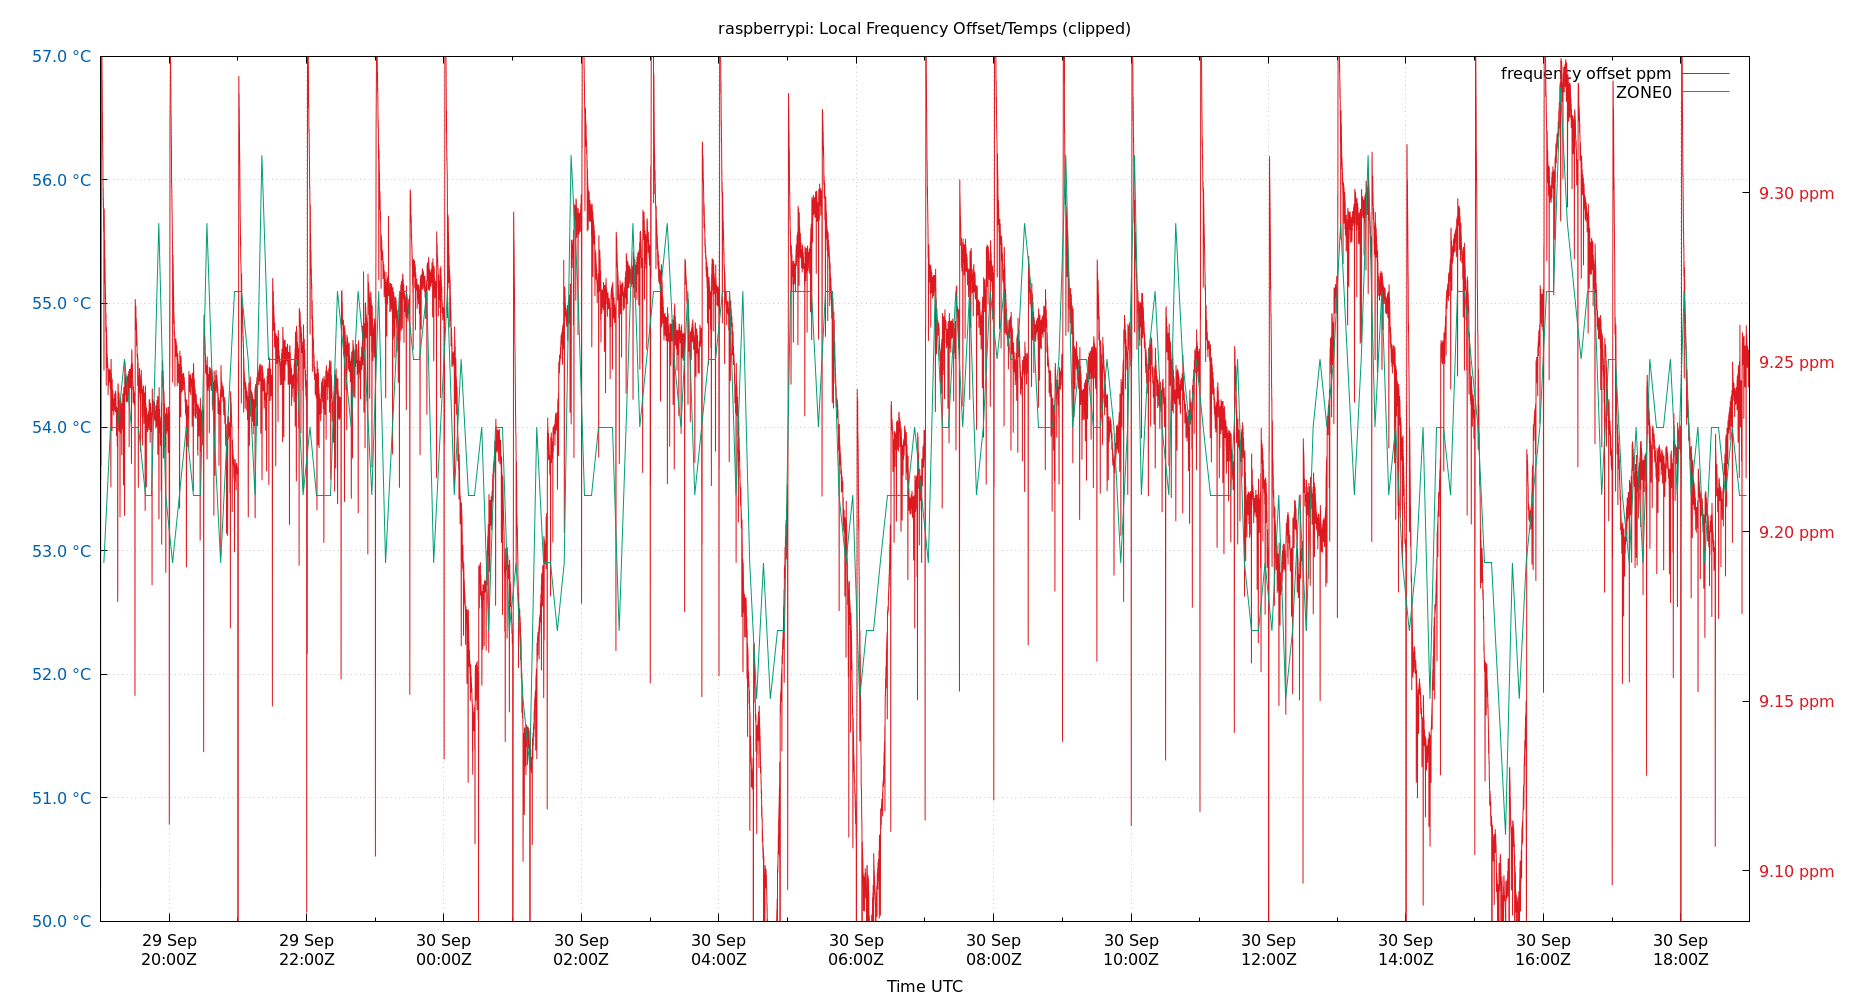 raspberrypi: Local Frequency Offset/Temps (clipped)
57.0 °C
56.0 °C
55.0 °C
54.0 °C
53.0 °C
52.0 °C
51.0 °C
50.0 °C
frequency offset ppm
ZONE0
9.30 ppm
9.25 ppm
9.20 ppm
9.15 ppm
9.10 ppm
29 Sep
20:00Z
29 Sep
22:00Z
30 Sep
00:00Z
30 Sep
02:00Z
30 Sep
04:00Z
30 Sep
06:00Z
30 Sep
08:00Z
30 Sep
10:00Z
30 Sep
12:00Z
30 Sep
14:00Z
30 Sep
16:00Z
30 Sep
18:00Z
Time UTC